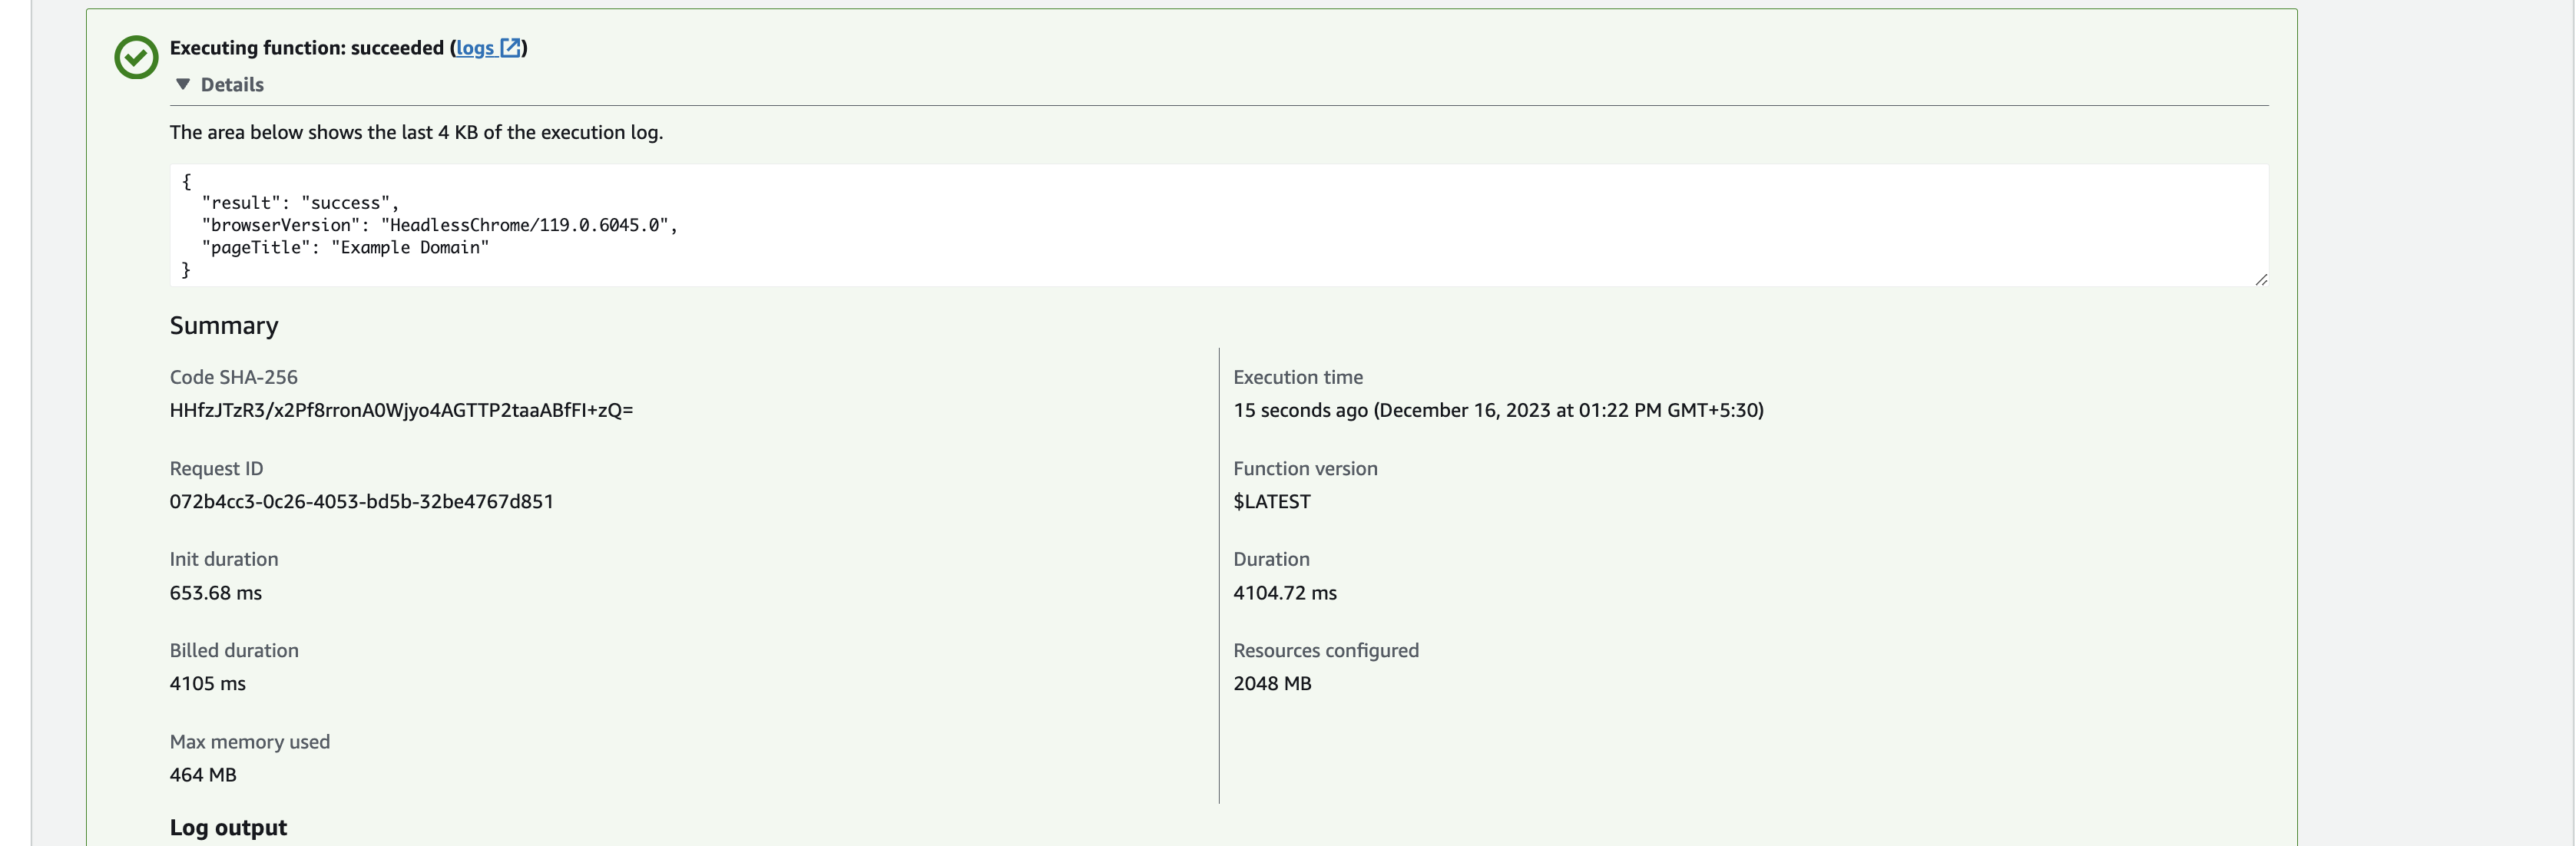 Executing function: succeeded (logs)
Details
The area below shows the last 4 KB of the execution log.
{
  "result": "success",
  "browserVersion": "HeadlessChrome/119.0.6045.0",
  "pageTitle": "Example Domain"
}
Summary
Code SHA-256
HHfzJTzR3/x2Pf8rronA0Wjyo4AGTTP2taaABfFI+zQ=
Execution time
15 seconds ago (December 16, 2023 at 01:22 PM GMT+5:30)
Request ID
072b4cc3-0c26-4053-bd5b-32be4767d851
Function version
$LATEST
Init duration
653.68 ms
Duration
4104.72 ms
Billed duration
4105 ms
Resources configured
2048 MB
Max memory used
464 MB
Log output